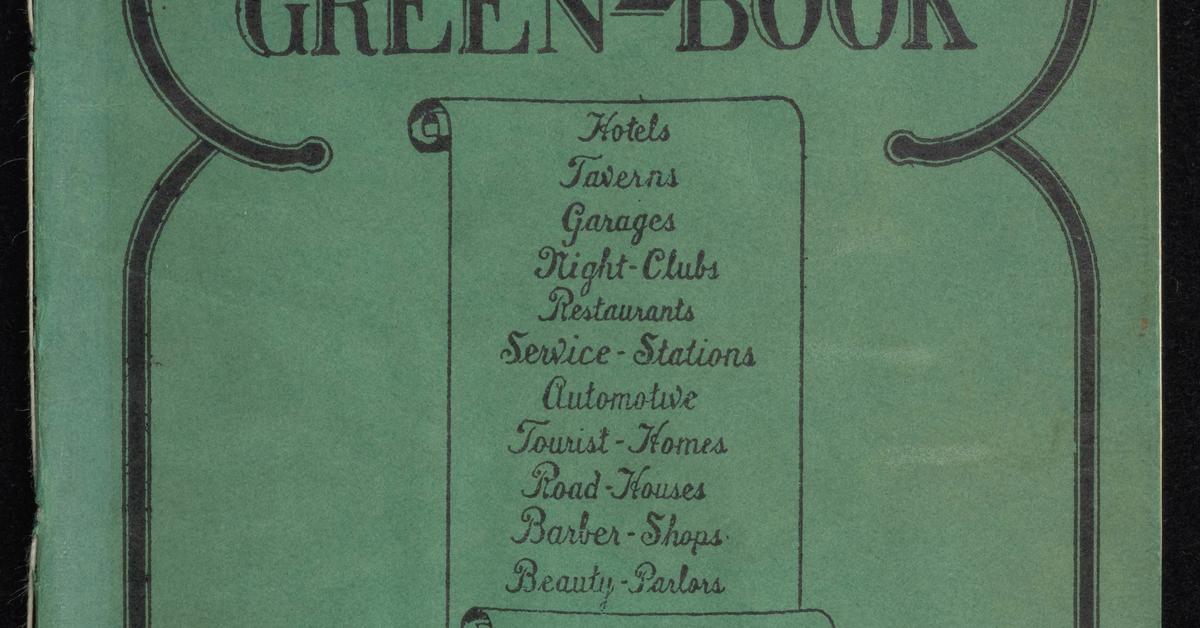 GREEN-BOOK
Hotels
Taverns
Garages
Night-Clubs
Restaurants
Service-Stations
Automotive
Tourist-Homes
Road-Houses
Barber-Shops
Beauty-Parlors